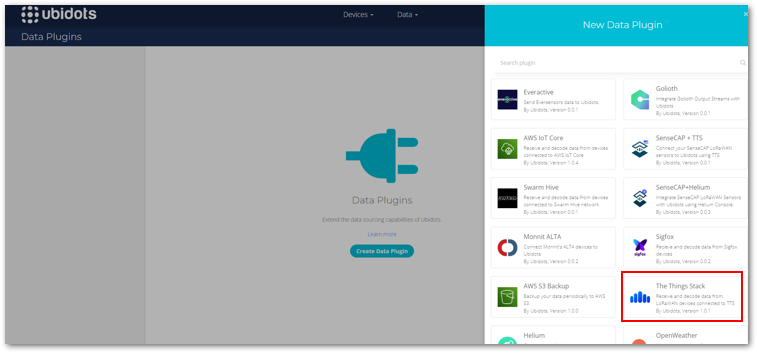 ubidots
Devices
Data
Data Plugins
Data Plugins
Extend the data sourcing capabilities of Ubidots.
Learn more
Create Data Plugin
New Data Plugin
Search plugin
Everactive
Send Eversensors data to Ubidots
By Ubidots, Version 0.0.1
Golioth
Integrate Golioth Output Streams with
Ubidots
By Ubidots, Version 0.0.1
AWS IoT Core
Receive and decode data from devices
connected to AWS IoT Core
By Ubidots, Version 1.0.4
SenseCAP + TTS
Connect your SenseCAP LoRaWAN
sensors to Ubidots using TTS
By Ubidots, Version 0.0.1
Swarm Hive
Receive and decode data from devices
connected to Swarm Hive network
By Ubidots, Version 0.0.1
SenseCAP+Helium
Integrate SenseCAP LoRaWAN Sensors
with Ubidots using Helium Console
By Ubidots, Version 0.0.3
Monnit ALTA
Connect Monnit's ALTA devices to
Ubidots
By Ubidots, Version 0.0.2
sigfox
Sigfox
Recieve and decode data from Sigfox
devices
By Ubidots, Version 0.0.2
AWS S3 Backup
Backup your data periodically to AWS
S3
By Ubidots, Version 1.0.0
The Things Stack
Receive and decode data from
LoRaWAN devices connected to TTS
By Ubidots, Version 1.0.1
Helium
OpenWeather